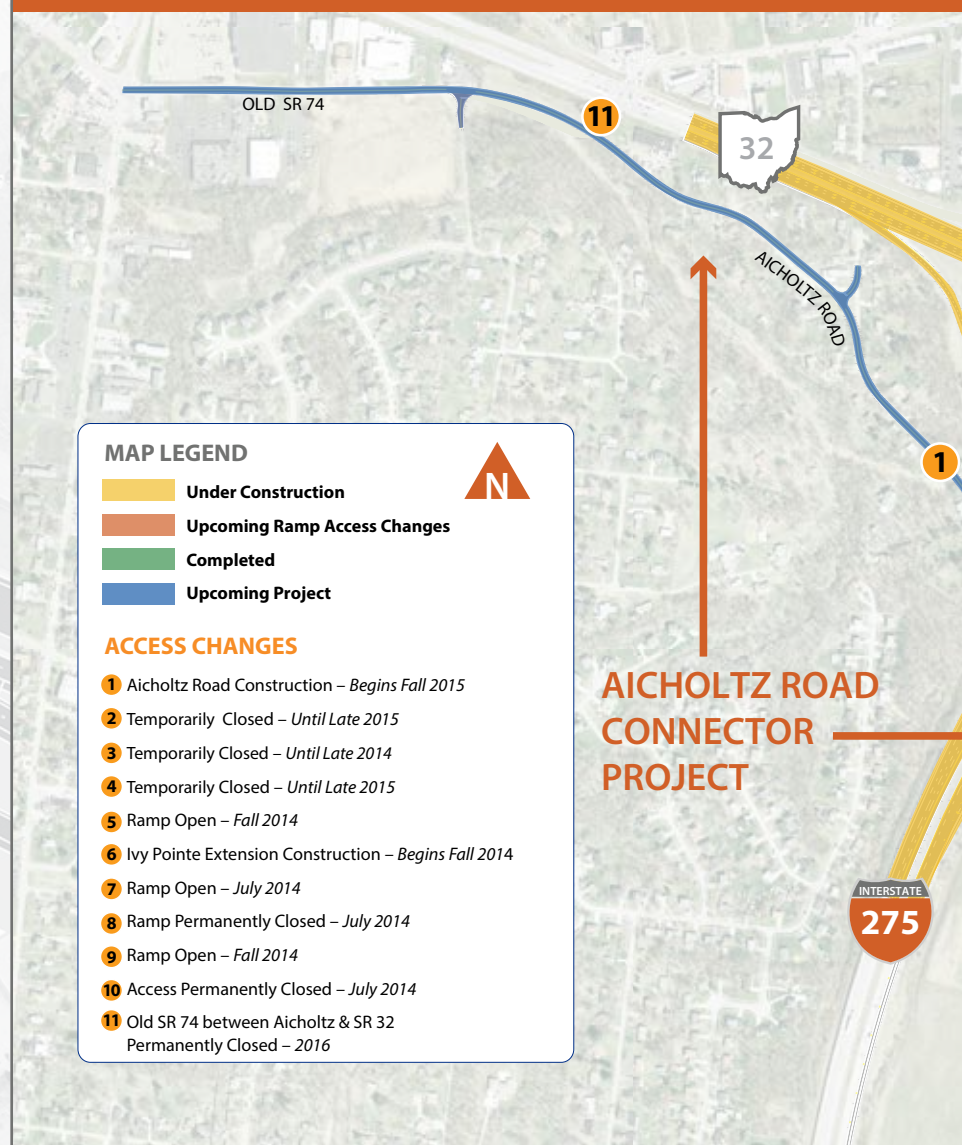 OLD SR 74
11
32
AICHOLTZ ROAD
1
MAP LEGEND
N
Under Construction
Upcoming Ramp Access Changes
Completed
Upcoming Project
ACCESS CHANGES
1 Aicholtz Road Construction – Begins Fall 2015
2 Temporarily Closed – Until Late 2015
3 Temporarily Closed – Until Late 2014
4 Temporarily Closed – Until Late 2015
5 Ramp Open – Fall 2014
6 Ivy Pointe Extension Construction – Begins Fall 2014
7 Ramp Open – July 2014
8 Ramp Permanently Closed – July 2014
9 Ramp Open – Fall 2014
10 Access Permanently Closed – July 2014
11 Old SR 74 between Aicholtz & SR 32
Permanently Closed – 2016
AICHOLTZ ROAD
CONNECTOR
PROJECT
INTERSTATE
275